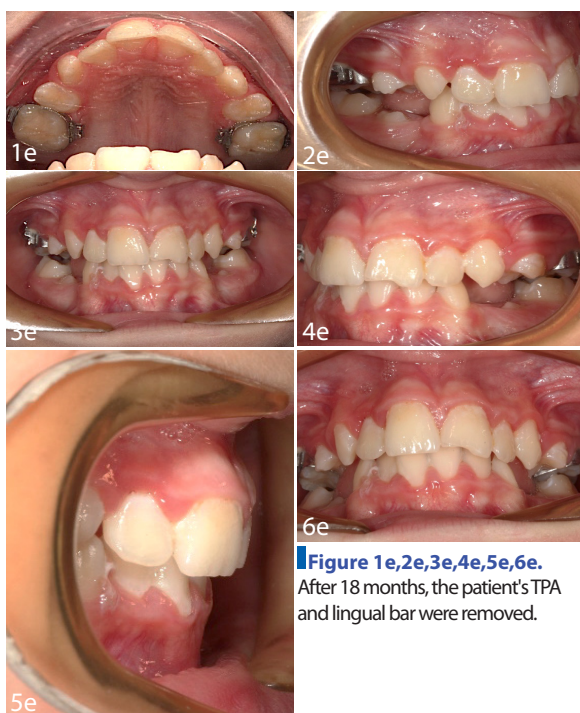 1e
2e
3e
4e
5e
6e
Figure 1e,2e,3e,4e,5e,6e.
After 18 months, the patient's TPA
and lingual bar were removed.